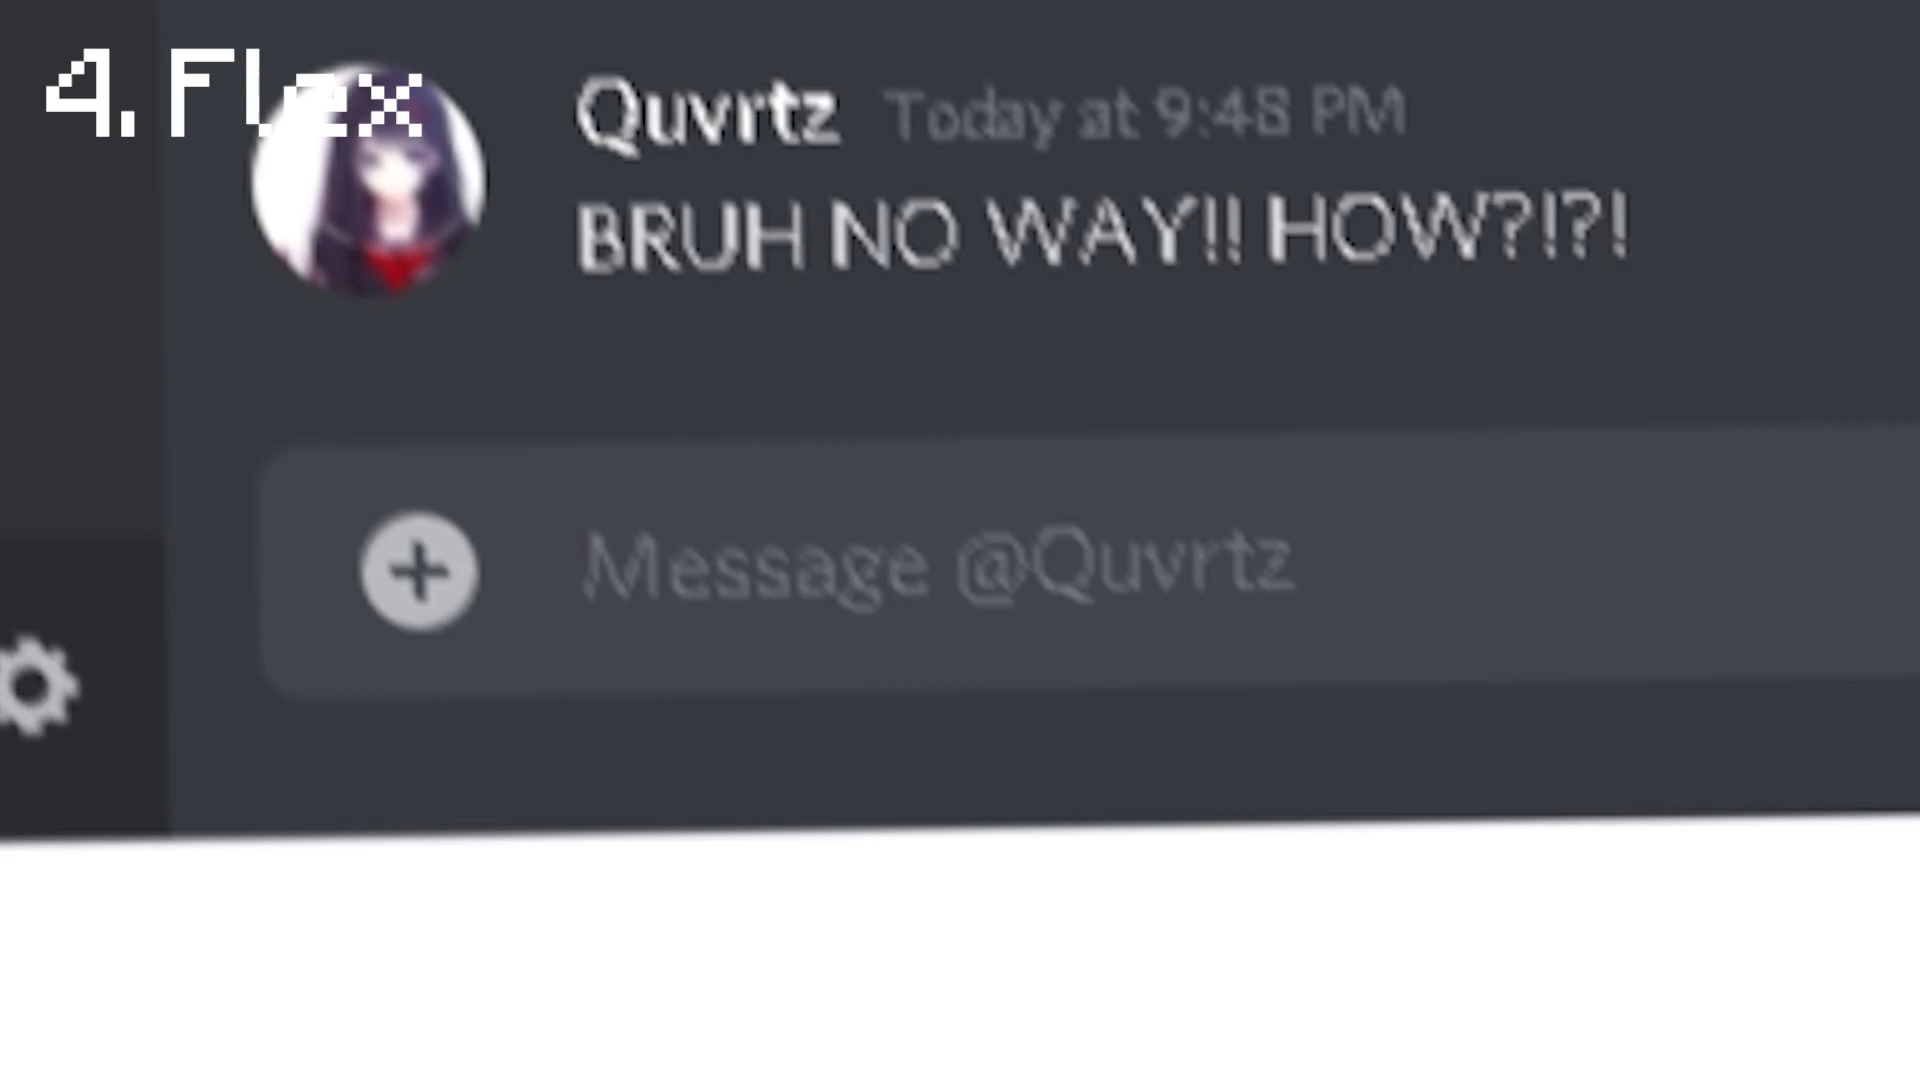 4. Flex
Quvrtz Today at 9:48 PM
BRUH NO WAY!! HOW?!?!
Message @Quvrtz